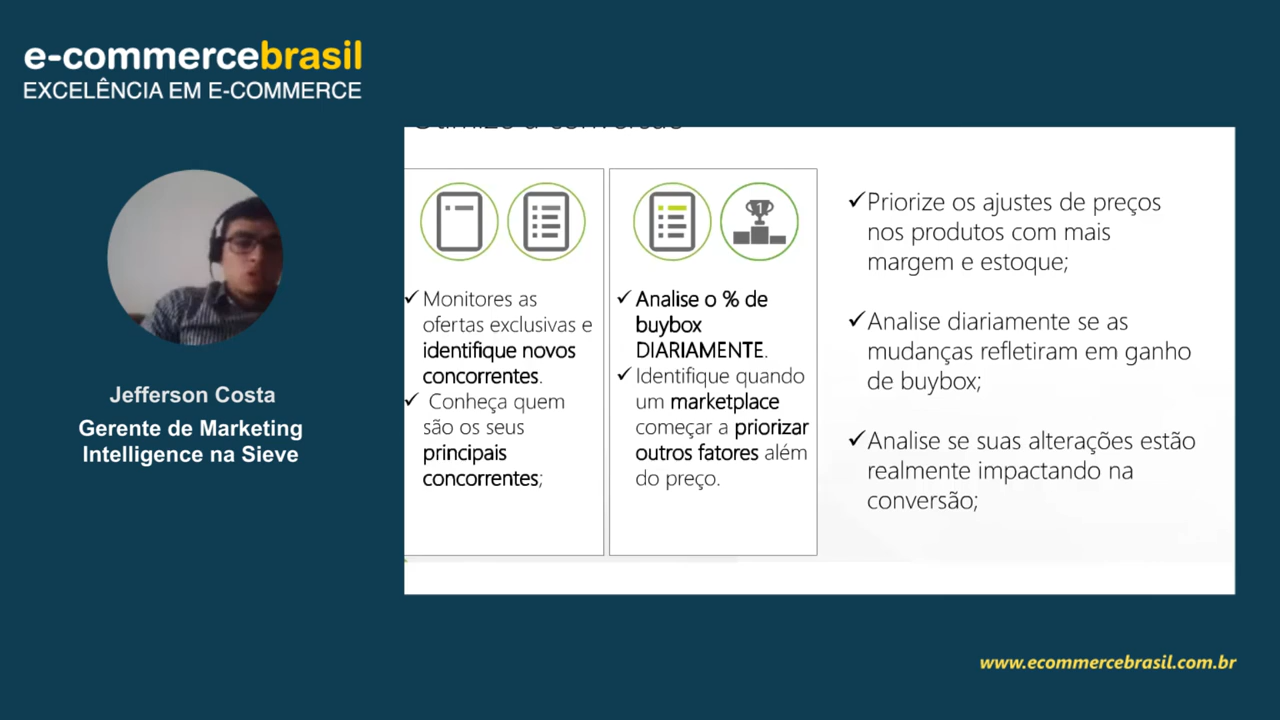 e-commercebrasil
EXCELÊNCIA EM E-COMMERCE
Jefferson Costa
Gerente de Marketing
Intelligence na Sieve
Monitores as
ofertas exclusivas e
identifique novos
concorrentes.
Conheça quem
são os seus
principais
concorrentes;
1
Analise o % de
buybox
DIARIAMENTE.
Identifique quando
um marketplace
começar a priorizar
outros fatores além
do preço.
Priorize os ajustes de preços
nos produtos com mais
margem e estoque;
Analise diariamente se as
mudanças refletiram em ganho
de buybox;
Analise se suas alterações estão
realmente impactando na
conversão;
www.ecommercebrasil.com.br